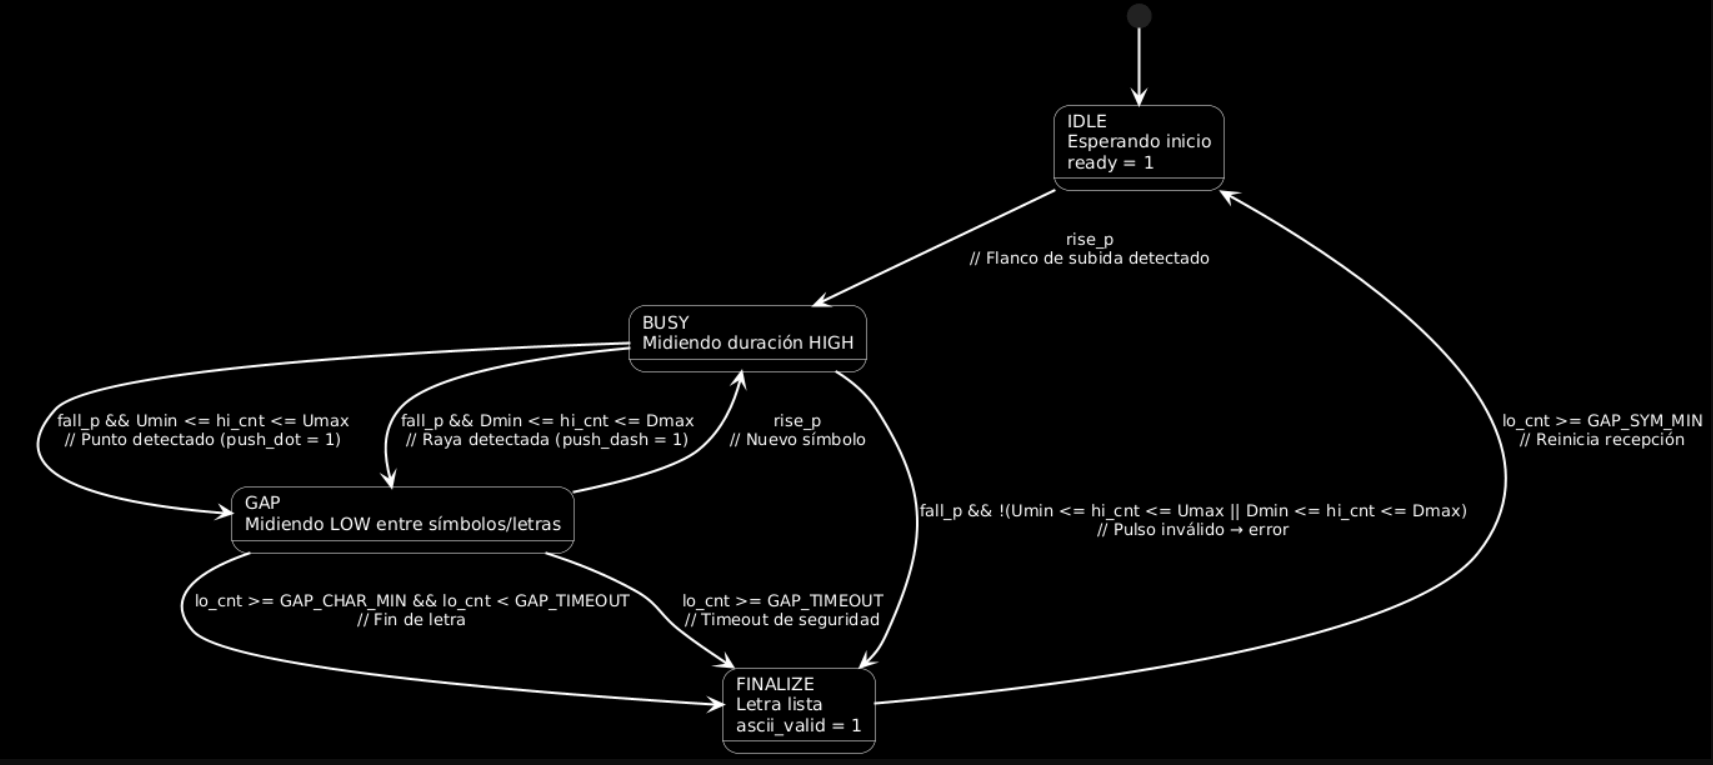 IDLE
Esperando inicio
ready = 1
rise_p
// Flanco de subida detectado
BUSY
Midiendo duración HIGH
fall_p && Umin <= hi_cnt <= Umax
// Punto detectado (push_dot = 1)
fall_p && Dmin <= hi_cnt <= Dmax
// Raya detectada (push_dash = 1)
rise_p
// Nuevo símbolo
lo_cnt >= GAP_SYM_MIN
// Reinicia recepción
GAP
Midiendo LOW entre símbolos/letras
fall_p && !(Umin <= hi_cnt <= Umax || Dmin <= hi_cnt <= Dmax)
// Pulso inválido → error
lo_cnt >= GAP_CHAR_MIN && lo_cnt < GAP_TIMEOUT
// Fin de letra
lo_cnt >= GAP_TIMEOUT
// Timeout de seguridad
FINALIZE
Letra lista
ascii_valid = 1